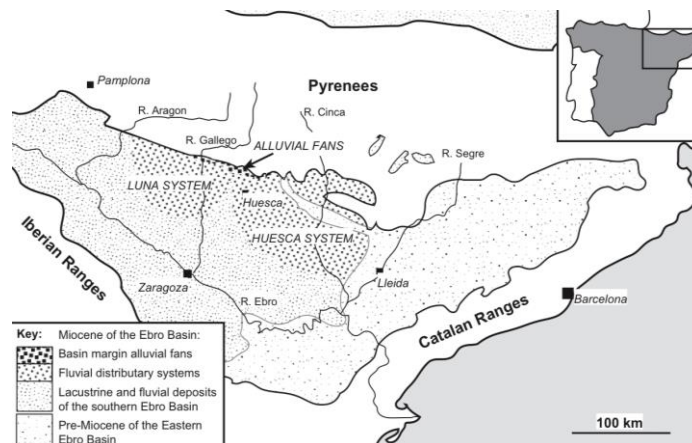 Pamplona
Pyrenees
R. Aragon
R. Cinca
R. Gallego
ALLUVIAL FANS
R. Segre
LUNA SYSTEM
Huesca
HUESCA SYSTEM
Iberian Ranges
Zaragoza
Lleida
R. Ebro
Barcelona
Catalan Ranges
Key: Miocene of the Ebro Basin:
Basin margin alluvial fans
Fluvial distributary systems
Lacustrine and fluvial deposits
of the southern Ebro Basin
Pre-Miocene of the Eastern
Ebro Basin
100 km